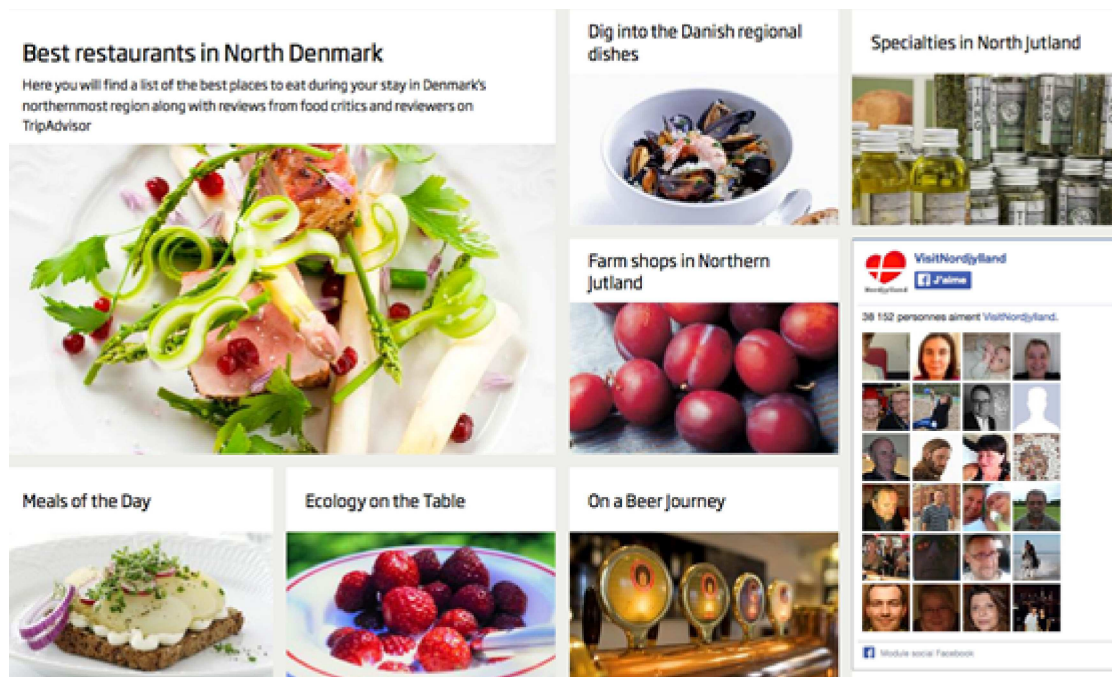 Best restaurants in North Denmark
Here you will find a list of the best places to eat during your stay in Denmark's
northernmost region along with reviews from food critics and reviewers on
TripAdvisor
Dig into the Danish regional
dishes
Specialties in North Jutland
TANG
TANG
Farm shops in Northern
Jutland
VisitNordjylland
J'aime
Nordjylland
38 152 personnes aiment VisitNordjylland.
Meals of the Day
Ecology on the Table
On a Beer Journey
Module social Facebook